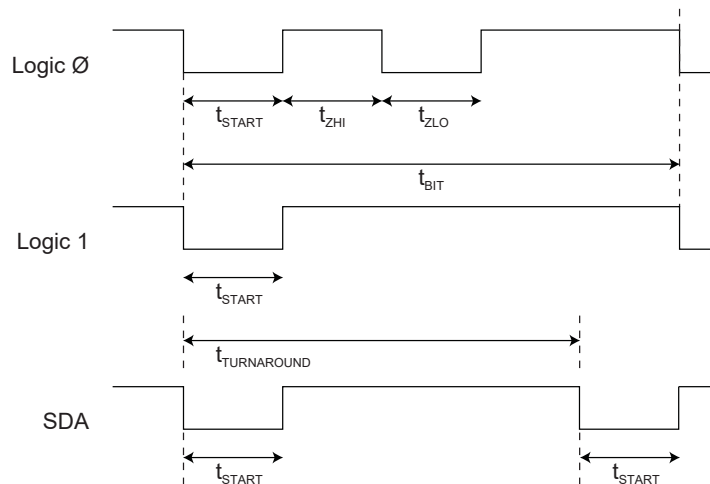 Logic Ø
tSTART tZHI tZLO
tBIT
Logic 1
tSTART
tTURNAROUND
SDA
tSTART tSTART